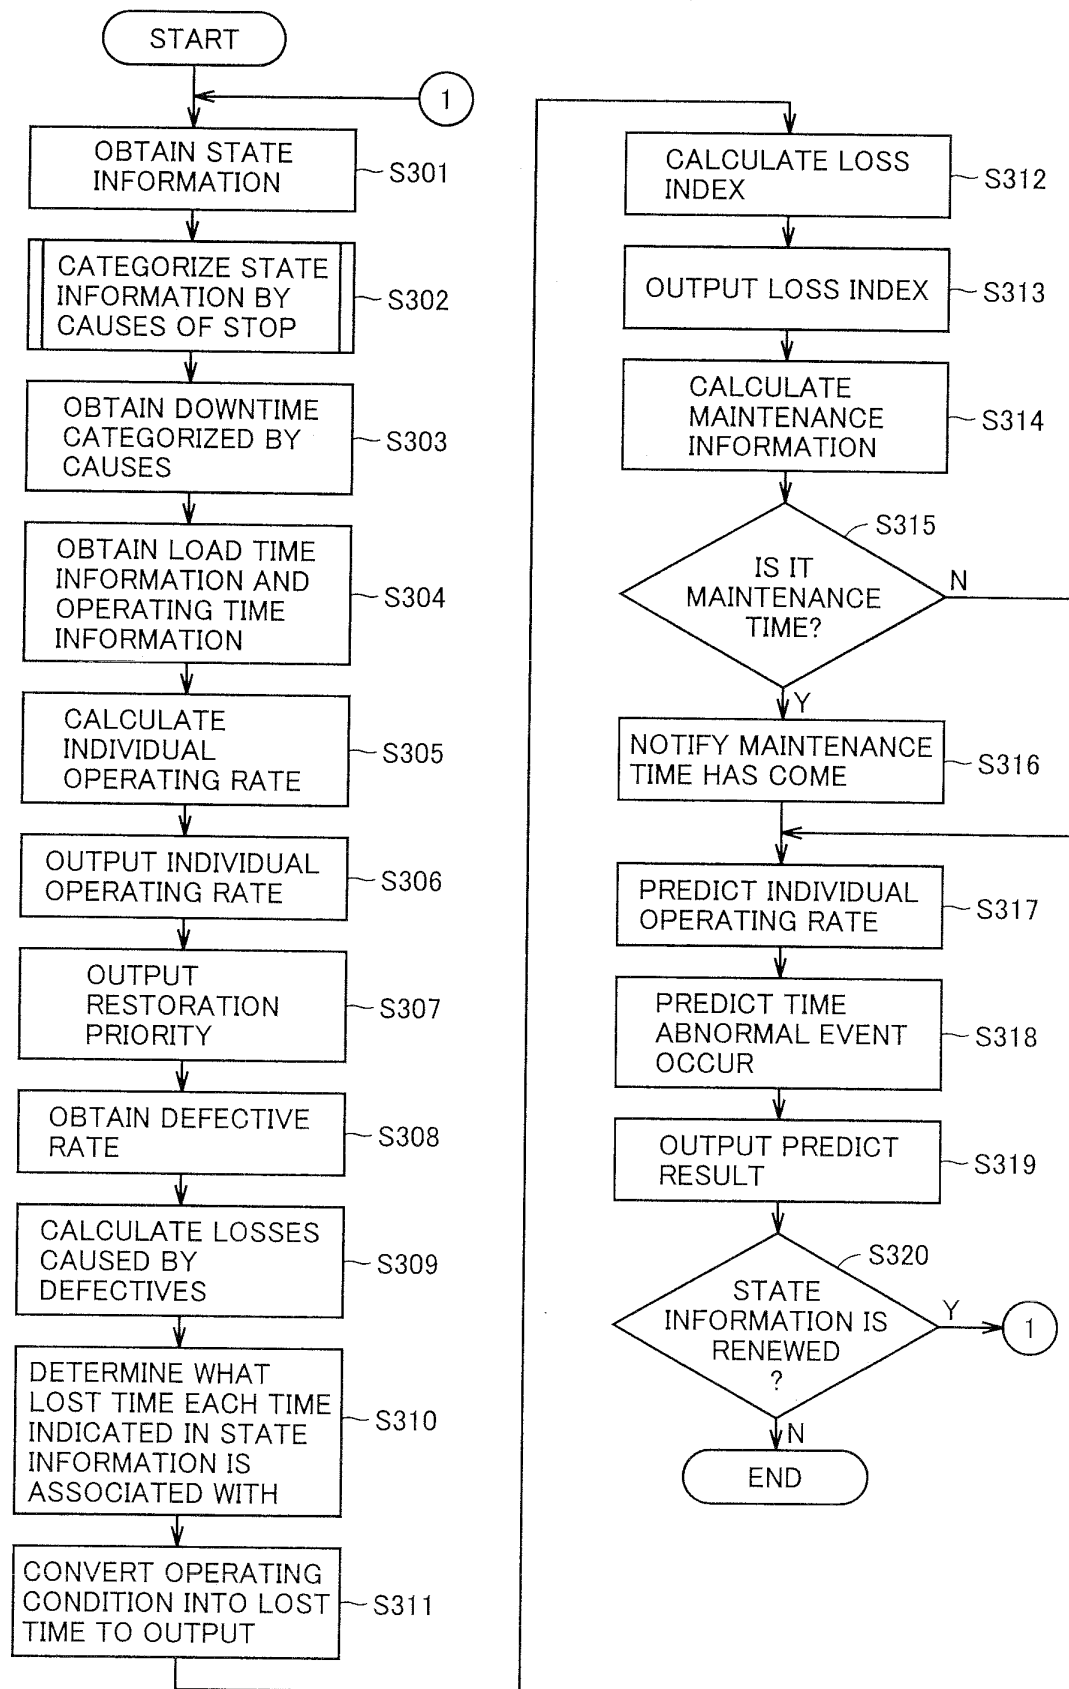 START
1
OBTAIN STATE
INFORMATION
S301
CATEGORIZE STATE
INFORMATION BY
CAUSES OF STOP
S302
OBTAIN DOWNTIME
CATEGORIZED BY
CAUSES
S303
OBTAIN LOAD TIME
INFORMATION AND
OPERATING TIME
INFORMATION
S304
CALCULATE
INDIVIDUAL
OPERATING RATE
S305
OUTPUT INDIVIDUAL
OPERATING RATE
S306
OUTPUT
RESTORATION
PRIORITY
S307
OBTAIN DEFECTIVE
RATE
S308
CALCULATE LOSSES
CAUSED BY
DEFECTIVES
S309
DETERMINE WHAT
LOST TIME EACH TIME
INDICATED IN STATE
INFORMATION IS
ASSOCIATED WITH
S310
CONVERT OPERATING
CONDITION INTO LOST
TIME TO OUTPUT
S311
CALCULATE LOSS
INDEX
S312
OUTPUT LOSS INDEX
S313
CALCULATE
MAINTENANCE
INFORMATION
S314
S315
IS IT
MAINTENANCE
TIME?
N
Y
NOTIFY MAINTENANCE
TIME HAS COME
S316
PREDICT INDIVIDUAL
OPERATING RATE
S317
PREDICT TIME
ABNORMAL EVENT
OCCUR
S318
OUTPUT PREDICT
RESULT
S319
S320
STATE
INFORMATION IS
RENEWED
?
Y
1
N
END